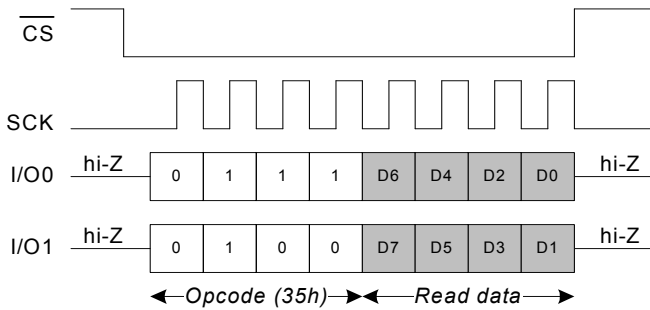 CS
SCK
I/O0 hi-Z 0 1 1 1 D6 D4 D2 D0 hi-Z
I/O1 hi-Z 0 1 0 0 D7 D5 D3 D1 hi-Z
Opcode (35h) Read data